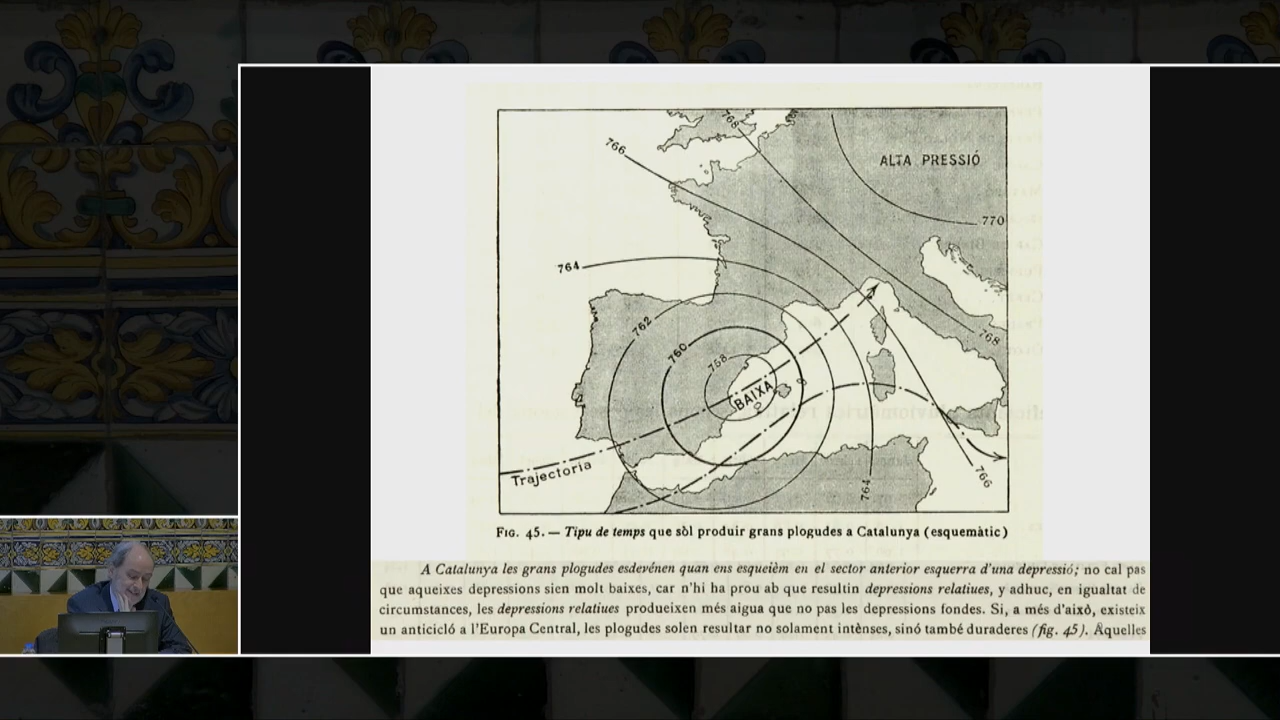 768
766
ALTA PRESSIÓ
770
764
762
768
760
758
BAIXA
Trajectoria
764
766
FIG. 45. — Tipu de temps que sòl produir grans plogudes a Catalunya (esquemàtic)
A Catalunya les grans plogudes esdevénen quan ens esqueièm en el sector anterior esquerra d'una depressió; no cal pas
que aqueixes depressions sien molt baixes, car n'hi ha prou ab que resultin depressions relatiues, y adhuc, en igualtat de
circumstances, les depressions relatiues produeixen més aigua que no pas les depressions fondes. Si, a més d'això, existeix
un anticicló a l'Europa Central, les plogudes solen resultar no solament intènses, sinó també duraderes (fig. 45). Aquelles